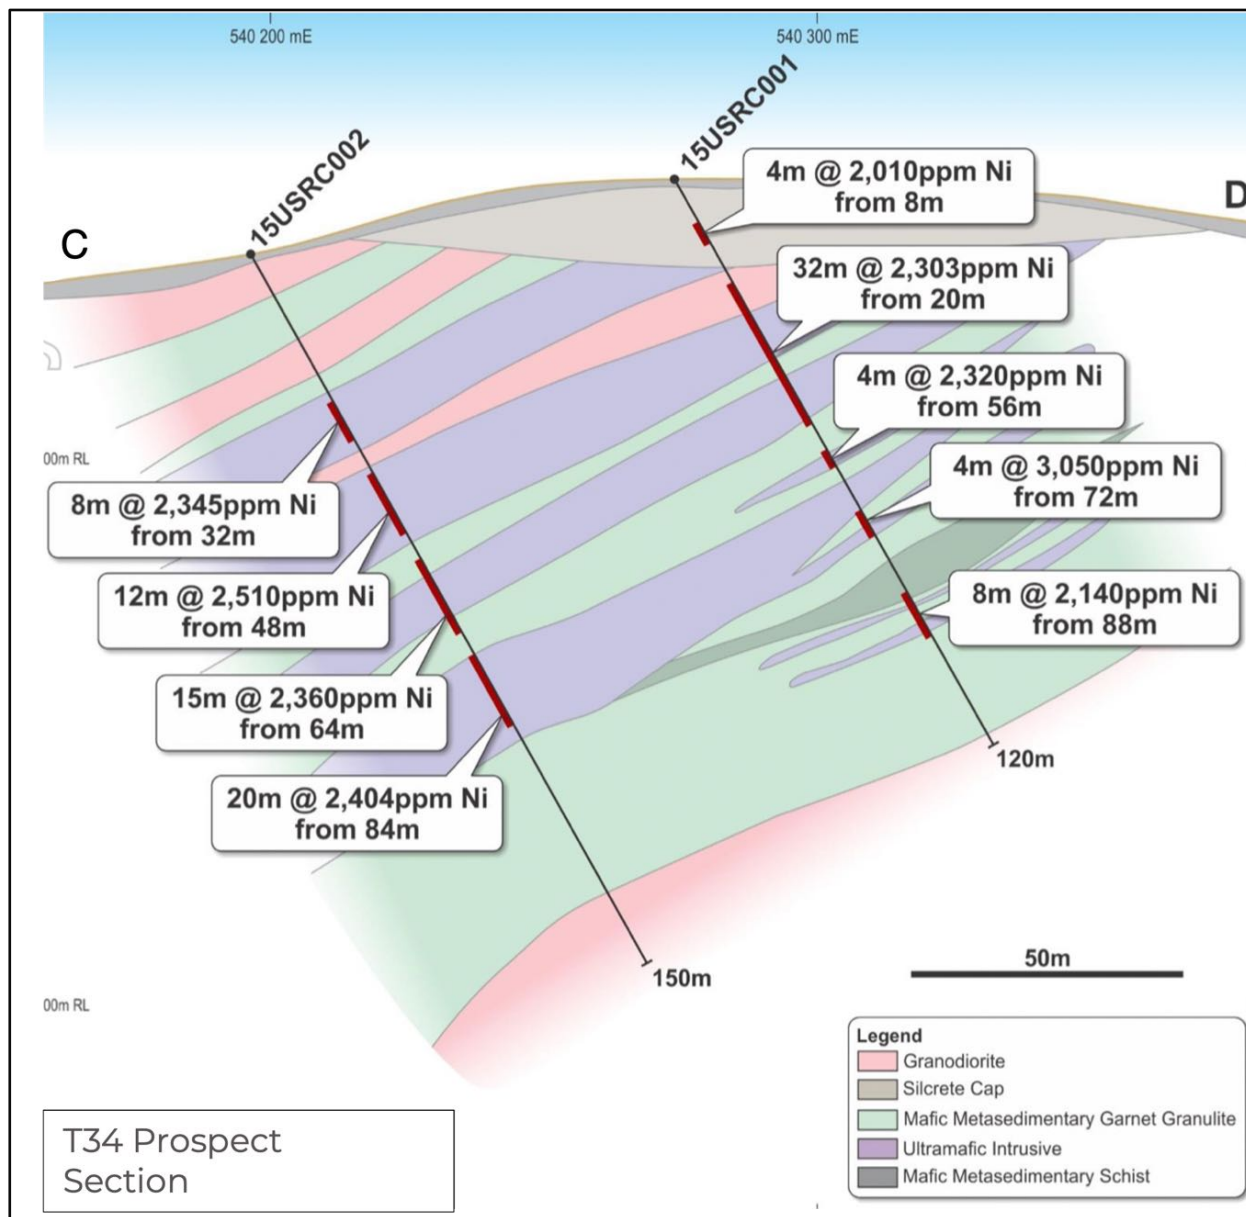 540 200 mE
540 300 mE
15USRC002
15USRC001
C
D
4m @ 2,010ppm Ni
from 8m
32m @ 2,303ppm Ni
from 20m
4m @ 2,320ppm Ni
from 56m
4m @ 3,050ppm Ni
from 72m
8m @ 2,140ppm Ni
from 88m
00m RL
8m @ 2,345ppm Ni
from 32m
12m @ 2,510ppm Ni
from 48m
15m @ 2,360ppm Ni
from 64m
20m @ 2,404ppm Ni
from 84m
120m
150m
50m
00m RL
Legend
Granodiorite
Silcrete Cap
Mafic Metasedimentary Garnet Granulite
Ultramafic Intrusive
Mafic Metasedimentary Schist
T34 Prospect
Section